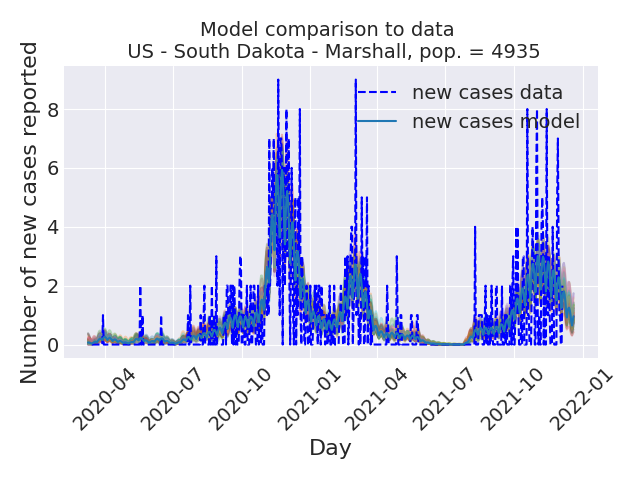 Model comparison to data
US - South Dakota - Marshall, pop. = 4935
Number of new cases reported
8
6
4
2
0
new cases data
new cases model
2020-04
2020-07
2020-10
2021-01
2021-04
2021-07
2021-10
2022-01
Day